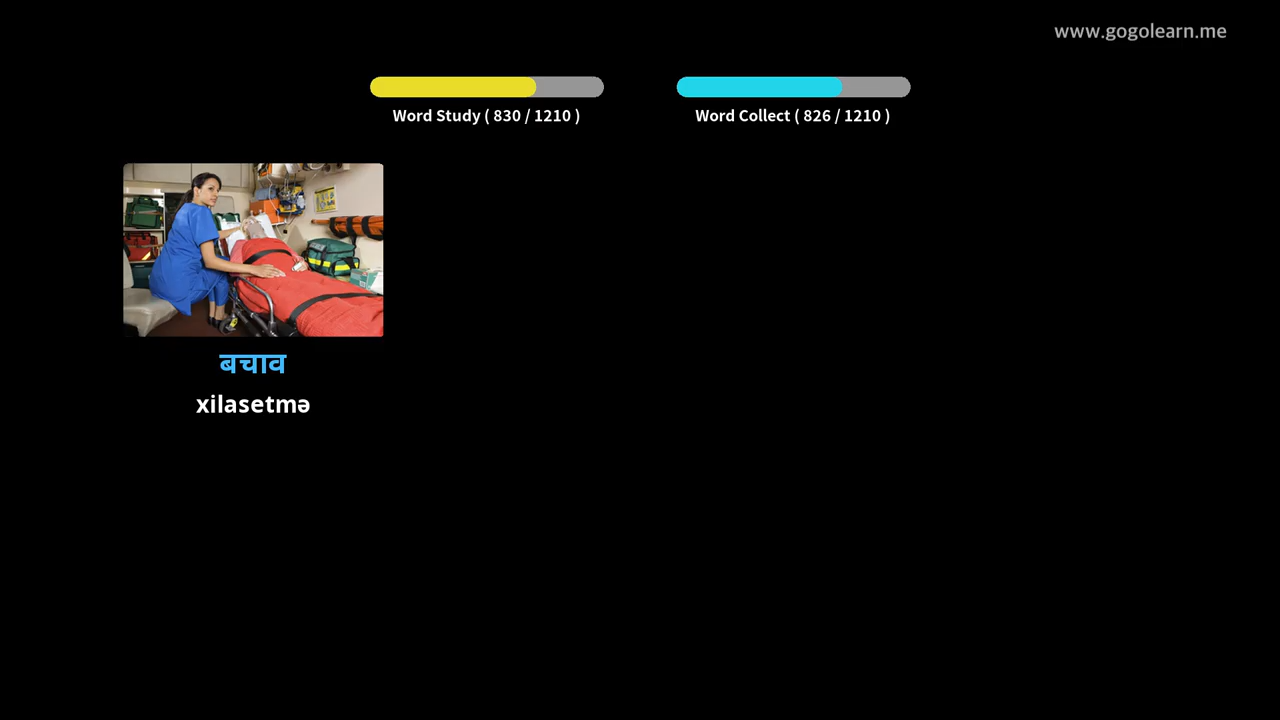 www.gogolearn.me
Word Study ( 830 / 1210 )
Word Collect ( 826 / 1210 )
बचाव
xilasetmə